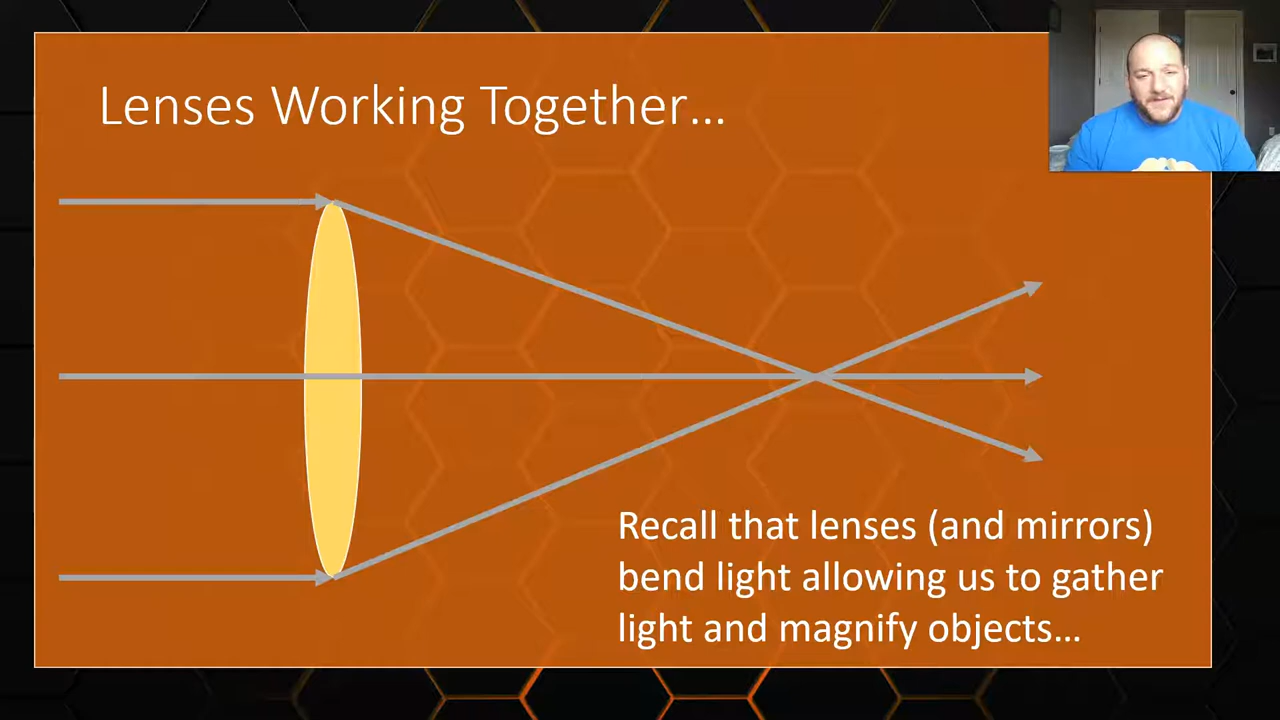 Lenses Working Together…
Recall that lenses (and mirrors)
bend light allowing us to gather
light and magnify objects…